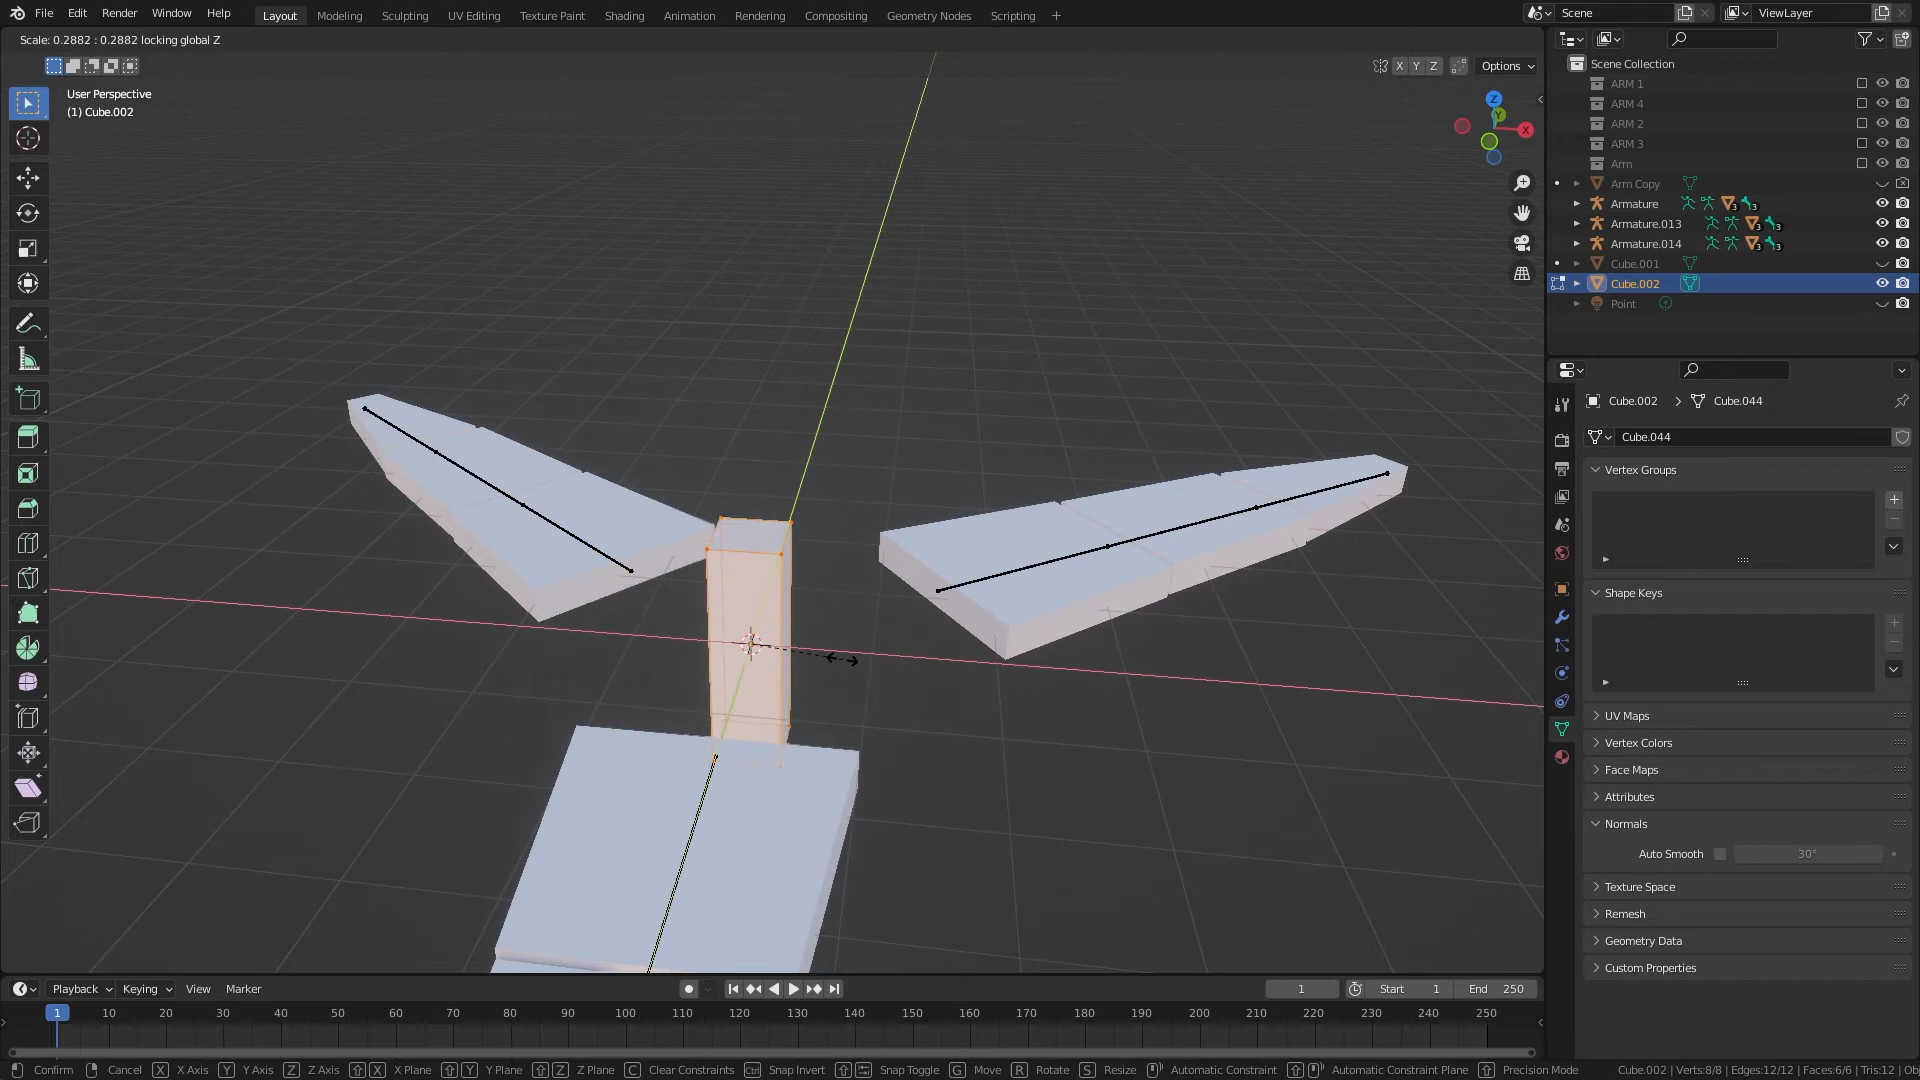 File Edit Render Window Help Layout Modeling Sculpting UV Editing Texture Paint Shading Animation Rendering Compositing Geometry Nodes Scripting + Scene ViewLayer
Scale: 0.2882 : 0.2882 locking global Z
X Y Z Options
User Perspective
(1) Cube.002
Z
Y
X
Scene Collection
ARM 1
ARM 4
ARM 2
ARM 3
Arm
Arm Copy
Armature 3 3
Armature.013 3 3
Armature.014 3 3
Cube.001
Cube.002
Point
Cube.002 > Cube.044
Cube.044
Vertex Groups
Shape Keys
UV Maps
Vertex Colors
Face Maps
Attributes
Normals
Auto Smooth 30°
Texture Space
Remesh
Geometry Data
Custom Properties
Playback Keying View Marker 1 Start 1 End 250
1 10 20 30 40 50 60 70 80 90 100 110 120 130 140 150 160 170 180 190 200 210 220 230 240 250
Confirm Cancel X X Axis Y Y Axis Z Z Axis X X Plane Y Y Plane Z Z Plane C Clear Constraints Ctrl Snap Invert Snap Toggle G Move R Rotate S Resize Automatic Constraint Automatic Constraint Plane Precision Mode Cube.002 | Verts:8/8 | Edges:12/12 | Faces:6/6 | Tris:12 | Ob